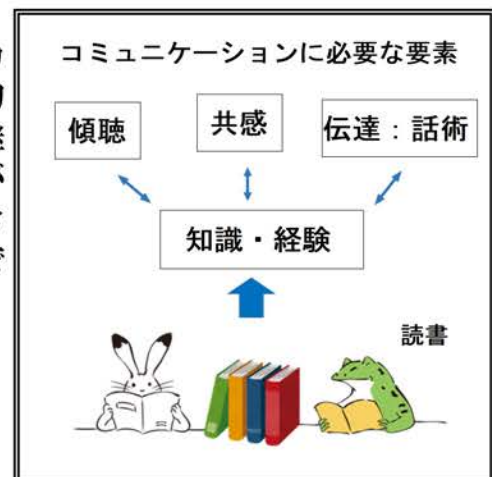 コミュニケーションに必要な要素
傾聴
共感
伝達：話術
知識・経験
読書